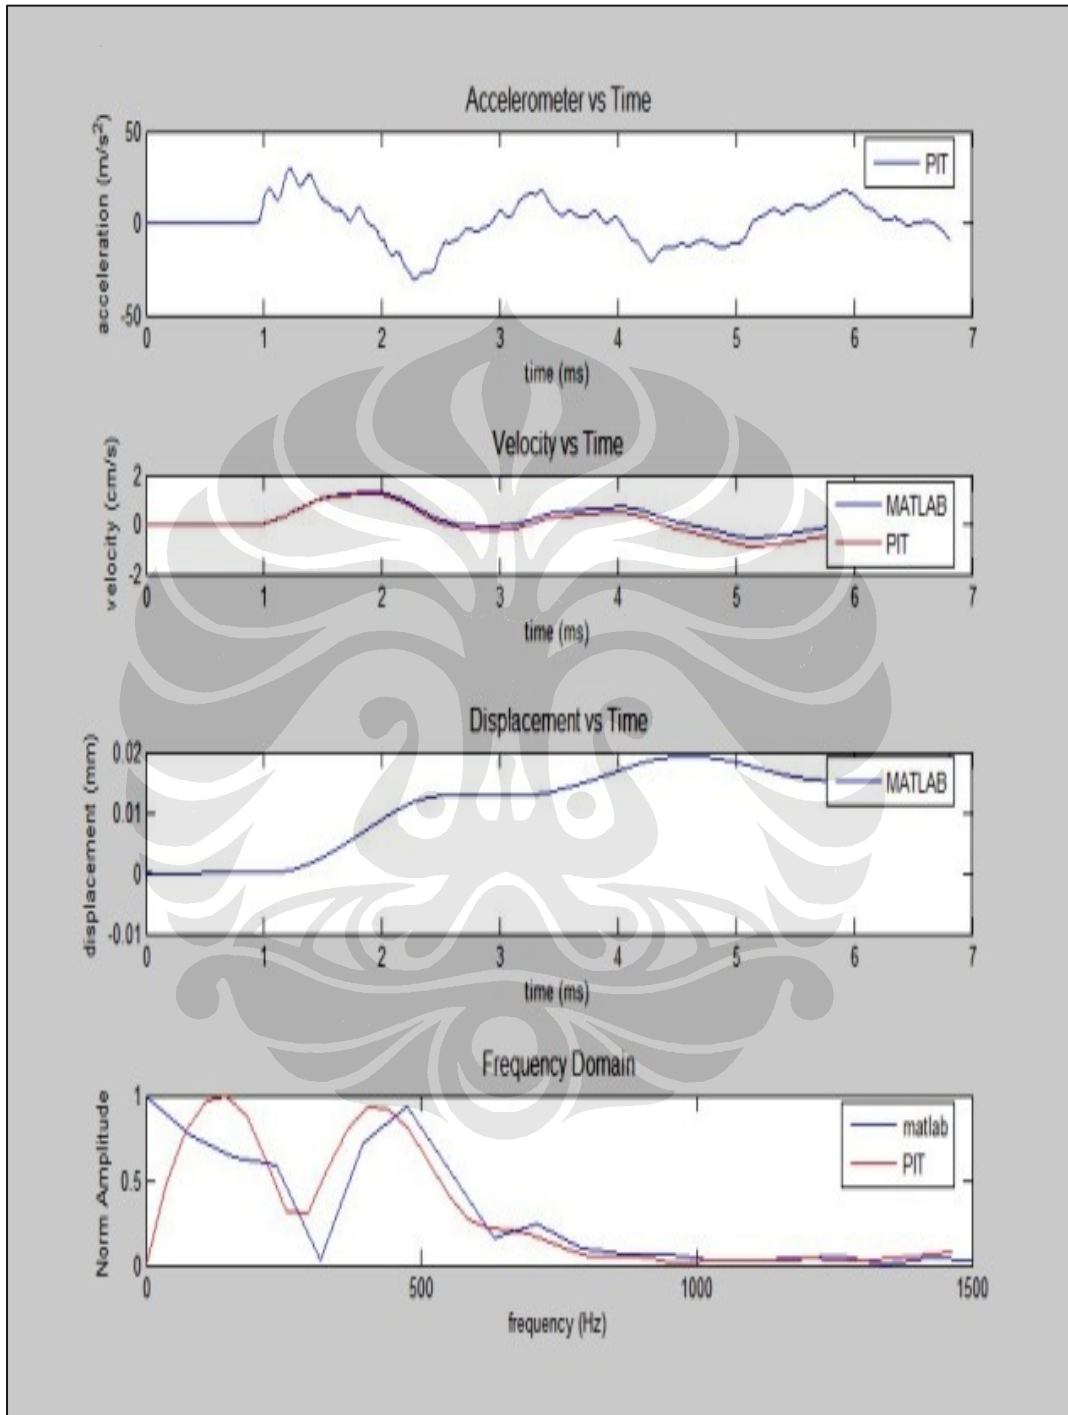 Accelerometer vs Time
acceleration (m/s²)
50
0
-50
PIT
0 1 2 3 4 5 6 7
time (ms)
Velocity vs Time
velocity (cm/s)
2
0
-2
MATLAB
PIT
0 1 2 3 4 5 6 7
time (ms)
Displacement vs Time
displacement (mm)
0.02
0.01
0
-0.01
MATLAB
0 1 2 3 4 5 6 7
time (ms)
Frequency Domain
Norm Amplitude
1
0.5
0
matlab
PIT
0 500 1000 1500
frequency (Hz)